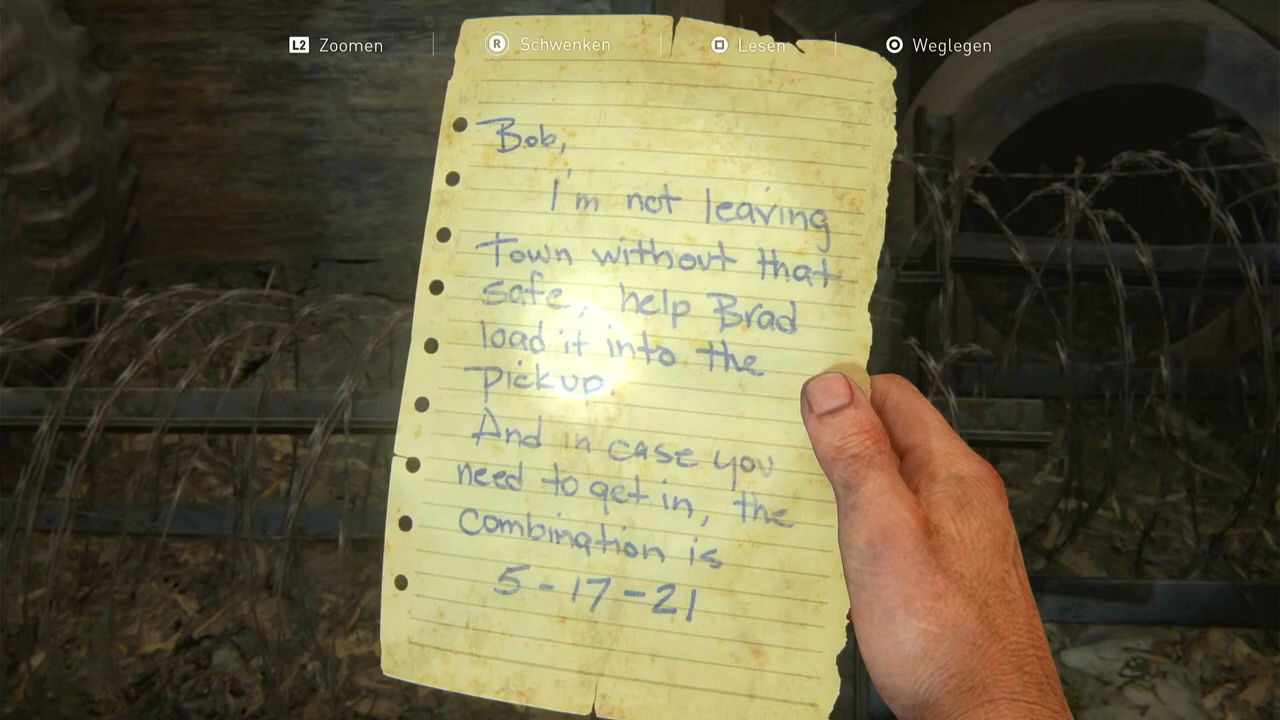 L2 Zoomen R Schwenken Lesen Weglegen
Bob,
I'm not leaving
Town without that
safe, help Brad
load it into the
pickup.
And in case you
need to get in, the
combination is
5-17-21